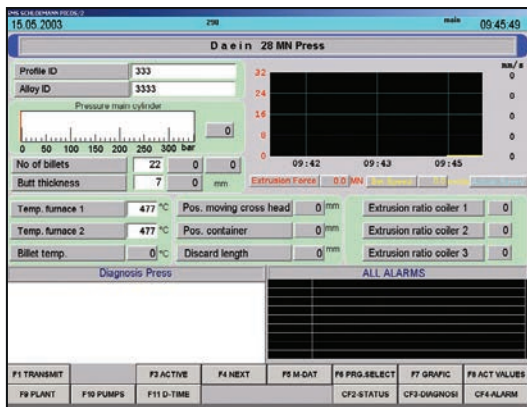 SMS SCHLOEMANN PICOS/2
15.05.2003 290 main 09:45:49
Daein 28 MN Press
Profile ID 333
Alloy ID 3333
Pressure main cylinder
0
0 50 100 150 200 250 300 bar
No of billets 22 0 0
Butt thickness 7 0 mm
mm/s
32 0
24 0
16 0
8 0
0 0
09:42 09:43 09:45
Extrusion Force 0.0 MN
Temp. furnace 1 477 °C Pos. moving cross head 0 mm Extrusion ratio coiler 1 0
Temp. furnace 2 477 °C Pos. container 0 mm Extrusion ratio coiler 2 0
Billet temp. 0 °C Discard length 0 mm Extrusion ratio coiler 3 0
Diagnosis Press ALL ALARMS
F1 TRANSMIT F3 ACTIVE F4 NEXT F5 M-DAT F6 PRG.SELECT F7 GRAFIC F8 ACT VALUES
F9 PLANT F10 PUMPS F11 D-TIME CF2-STATUS CF3-DIAGNOSI CF4-ALARM